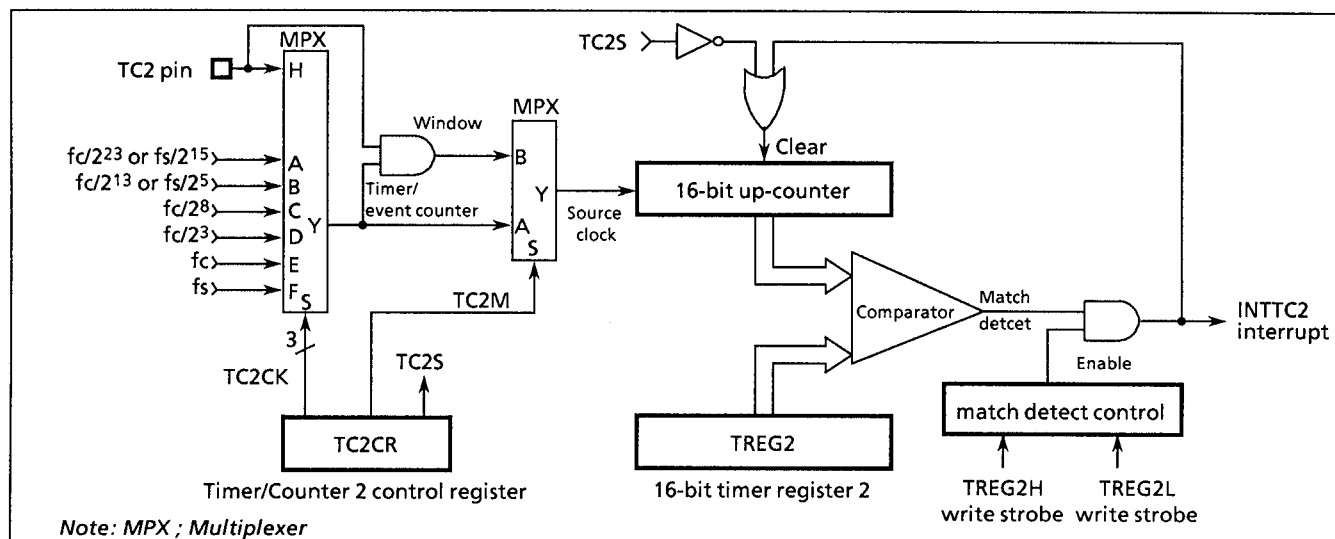 MPX
TC2 pin
H
fc/2²³ or fs/2¹⁵
A
fc/2¹³ or fs/2⁵
B
fc/2⁸
C
fc/2³
D
fc
E
fs
F
Y
S
3
TC2CK
Window
Timer/
event counter
MPX
B
Y
A
S
TC2M
TC2S
Source
clock
TC2S
Clear
16-bit up-counter
Comparator
Match
detcet
Enable
INTTC2
interrupt
match detect control
TREG2H
write strobe
TREG2L
write strobe
TC2CR
Timer/Counter 2 control register
TREG2
16-bit timer register 2
Note: MPX ; Multiplexer